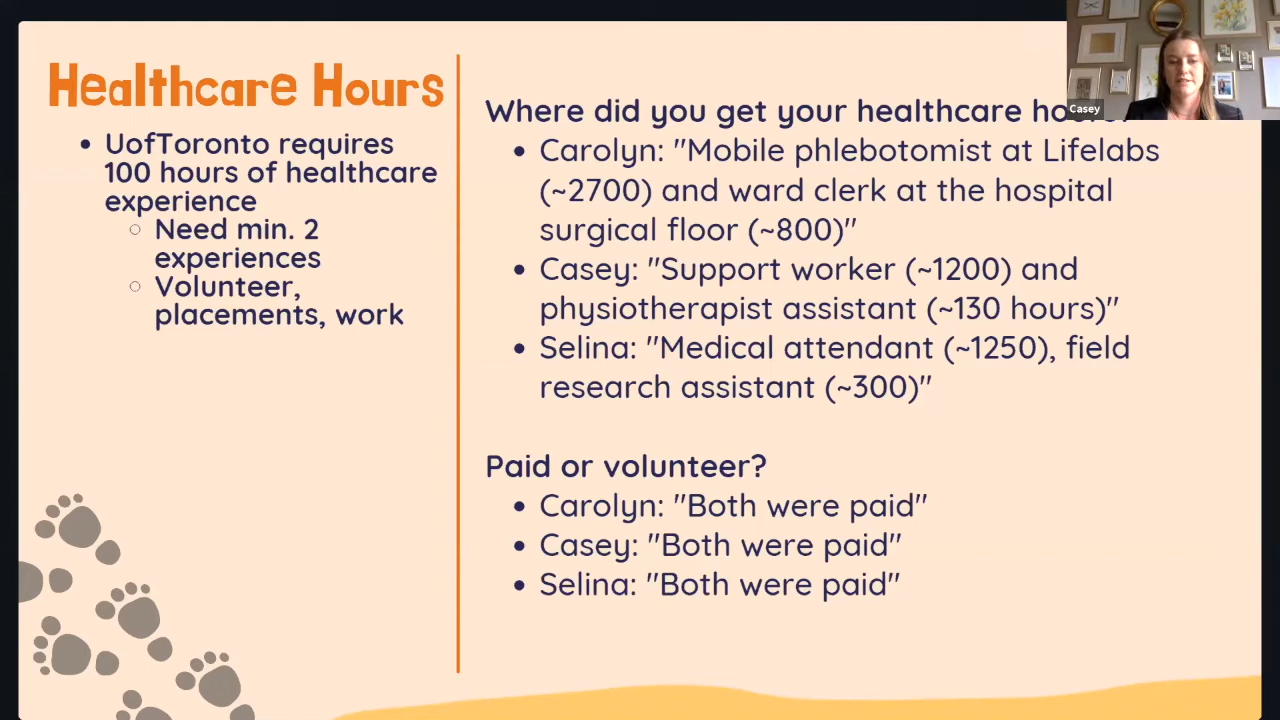 Healthcare Hours
• UofToronto requires
100 hours of healthcare
experience
○ Need min. 2
experiences
○ Volunteer,
placements, work
Where did you get your healthcare
• Carolyn: "Mobile phlebotomist at Lifelabs
(~2700) and ward clerk at the hospital
surgical floor (~800)"
• Casey: "Support worker (~1200) and
physiotherapist assistant (~130 hours)"
• Selina: "Medical attendant (~1250), field
research assistant (~300)"
Paid or volunteer?
• Carolyn: "Both were paid"
• Casey: "Both were paid"
• Selina: "Both were paid"
Casey